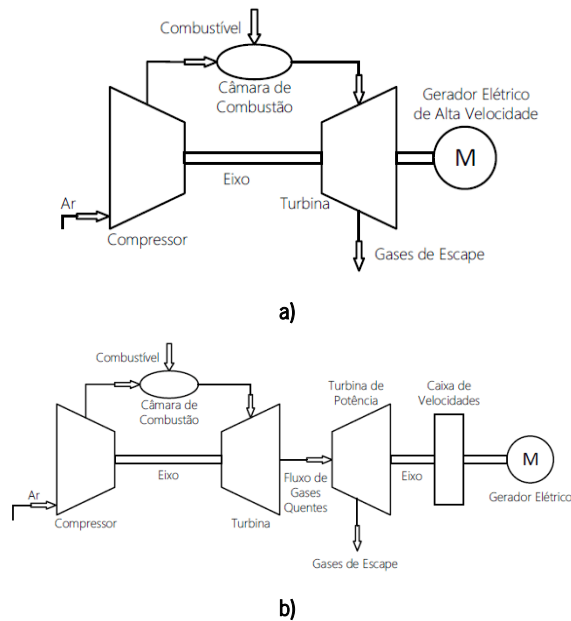 Combustível
Câmara de
Combustão
Gerador Elétrico
de Alta Velocidade
M
Eixo
Ar
Turbina
Compressor
Gases de Escape
a)
Combustível
Turbina de
Potência
Caixa de
Velocidades
Câmara de
Combustão
M
Eixo
Fluxo de
Gases
Quentes
Eixo
Ar
Gerador Elétrico
Compressor
Turbina
Gases de Escape
b)